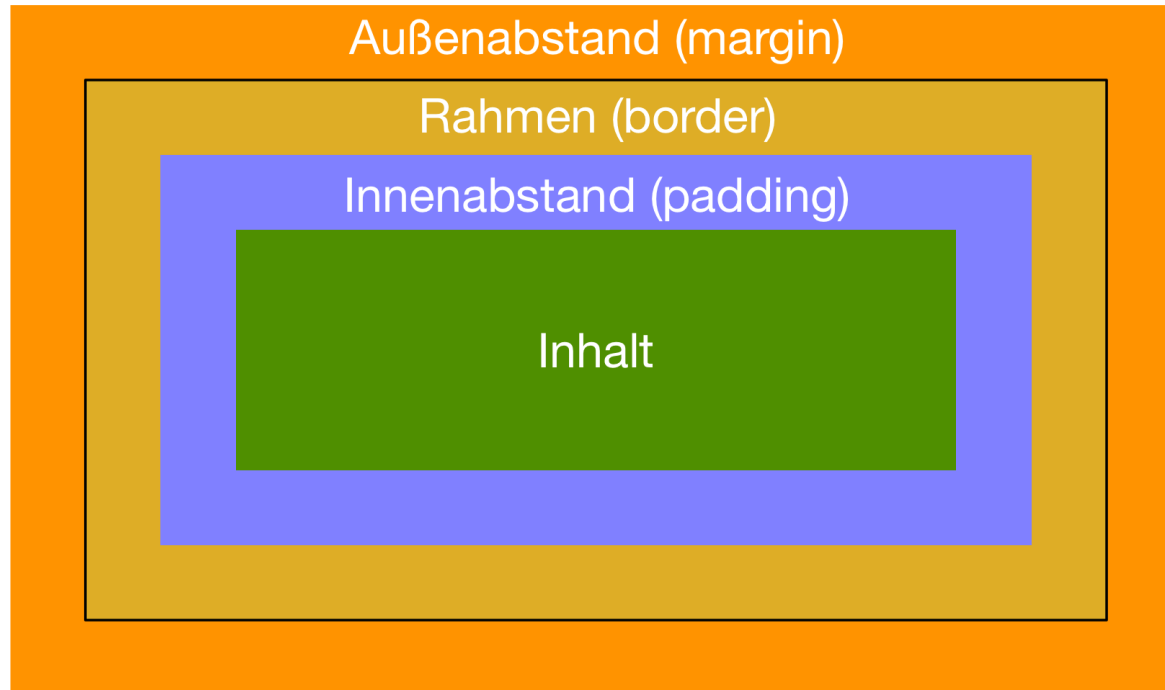 Außenabstand (margin)
Rahmen (border)
Innenabstand (padding)
Inhalt